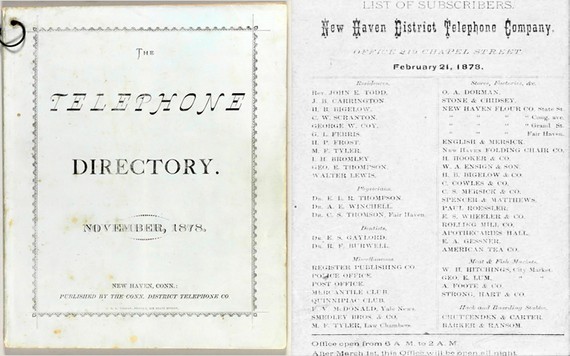 The
TELEPHONE
DIRECTORY.
NOVEMBER, 1878.
NEW HAVEN, CONN.:
PUBLISHED BY THE CONN. DISTRICT TELEPHONE CO
LIST OF SUBSCRIBERS.
New Haven District Telephone Company.
OFFICE 219 CHAPEL STREET.
February 21, 1878.
Residences.
Rev. JOHN E. TODD.
J. B. CARRINGTON.
H. B. BIGELOW.
C. W. SCRANTON.
GEORGE W. COY.
G. L. FERRIS.
H. P. FROST.
M. F. TYLER.
I. H. BROMLEY.
GEO. E. THOMPSON.
WALTER LEWIS.
Physicians.
Dr. E. L. R. THOMPSON.
Dr. A. E. WINCHELL.
Dr. C. S. THOMSON, Fair Haven.
Dentists.
Dr. E. S. GAYLORD.
Dr. R. F. BURWELL.
Miscellaneous.
REGISTER PUBLISHING CO.
POLICE OFFICE.
POST OFFICE.
MERCANTILE CLUB.
QUINNIPIAC CLUB.
F. V. McDONALD, Yale News.
SMEDLEY BROS. & CO.
M. F. TYLER, Law Chambers.
Stores, Factories, &c.
O. A. DORMAN.
STONE & CHIDSEY.
NEW HAVEN FLOUR CO. State St.
" " " " Cong. ave.
" " " " Grand St.
" " " Fair Haven.
ENGLISH & MERSICK.
New Haven FOLDING CHAIR CO.
H. HOOKER & CO.
W. A. ENSIGN & SON.
H. B. BIGELOW & CO.
C. COWLES & CO.
C. S. MERSICK & CO.
SPENCER & MATTHEWS.
PAUL ROESSLER.
E. S. WHEELER & CO.
ROLLING MILL CO.
APOTHECARIES HALL.
E. A. GESSNER.
AMERICAN TEA CO.
Meat & Fish Markets.
W. H. HITCHINGS, City Market.
GEO. E. LUM, "
A. FOOTE & CO.
STRONG, HART & CO.
Hack and Boarding Stables.
CRUTTENDEN & CARTER.
BARKER & RANSOM.
Office open from 6 A. M. to 2 A. M.
After March 1st, this Office will be open all night.